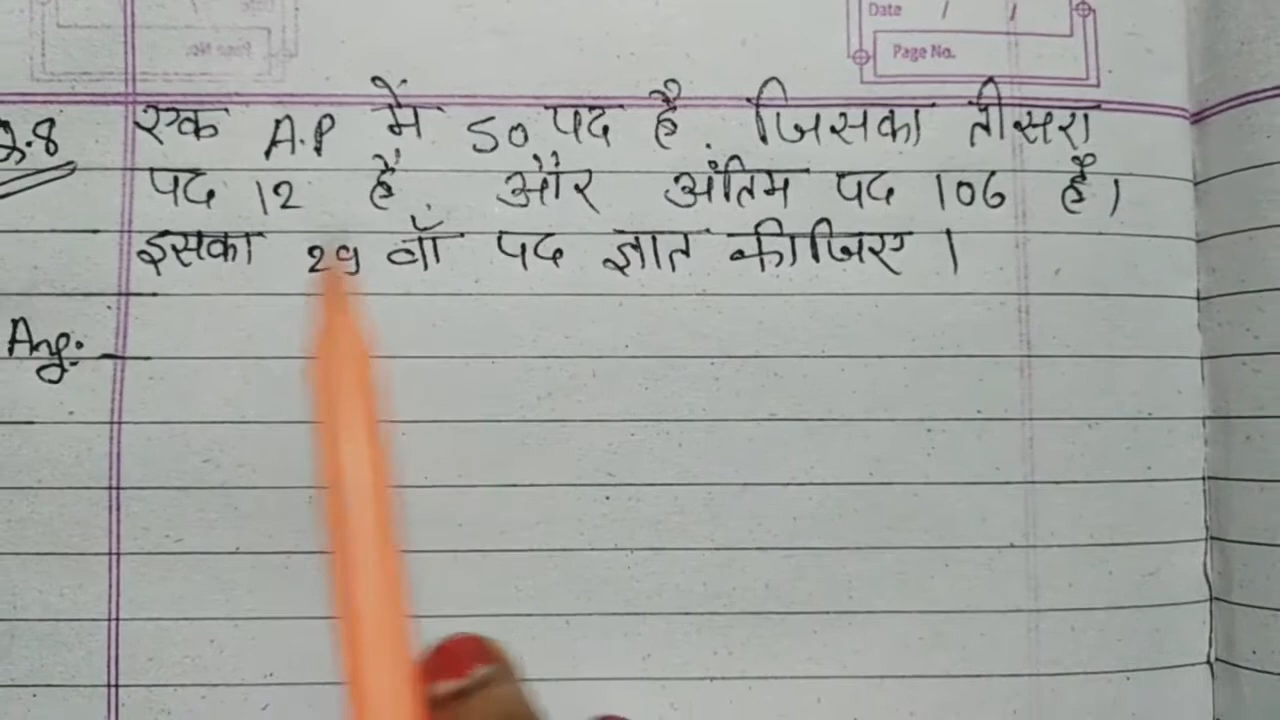 Date / /
Page No.
Q.8 एक A.P में 50 पद है. जिसका तीसरा
पद 12 है. और अंतिम पद 106 है।
इसका 29 वाँ पद ज्ञात कीजिए ।
Ans.